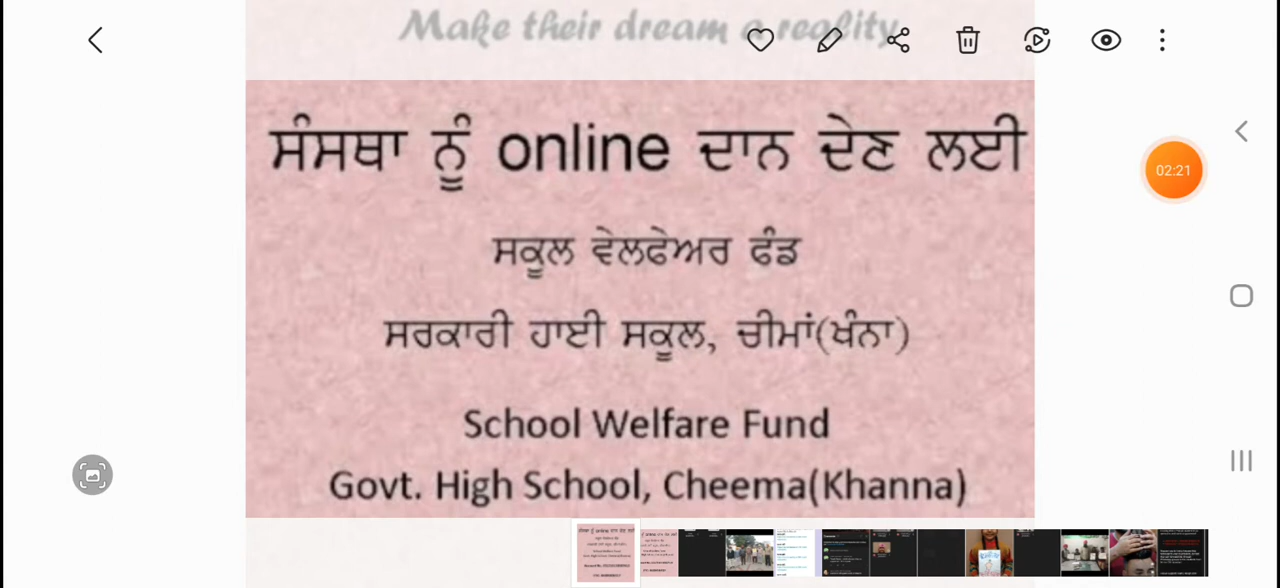 Make their dream a reality
02:21
ਸੰਸਥਾ ਨੂੰ online ਦਾਨ ਦੇਣ ਲਈ
ਸਕੂਲ ਵੇਲਫੇਅਰ ਫੰਡ
ਸਰਕਾਰੀ ਹਾਈ ਸਕੂਲ, ਚੀਮਾਂ(ਖੰਨਾ)
School Welfare Fund
Govt. High School, Cheema(Khanna)